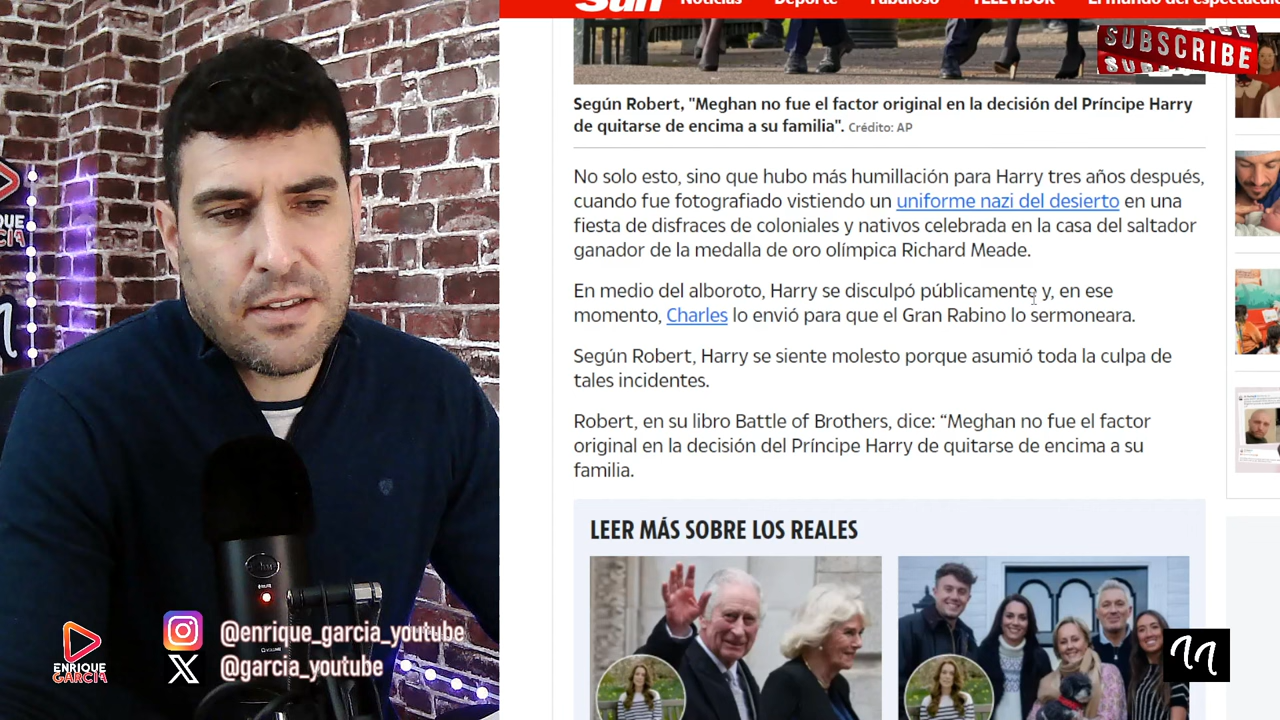 Sun
Noticias
Deporte
Fabuloso
TELEVISOR
El mundo del espectáculo
SUBSCRIBE
Según Robert, "Meghan no fue el factor original en la decisión del Príncipe Harry
de quitarse de encima a su familia". Crédito: AP
No solo esto, sino que hubo más humillación para Harry tres años después,
cuando fue fotografiado vistiendo un uniforme nazi del desierto en una
fiesta de disfraces de coloniales y nativos celebrada en la casa del saltador
ganador de la medalla de oro olímpica Richard Meade.
En medio del alboroto, Harry se disculpó públicamente y, en ese
momento, Charles lo envió para que el Gran Rabino lo sermoneara.
Según Robert, Harry se siente molesto porque asumió toda la culpa de
tales incidentes.
Robert, en su libro Battle of Brothers, dice: “Meghan no fue el factor
original en la decisión del Príncipe Harry de quitarse de encima a su
familia.
LEER MÁS SOBRE LOS REALES
ENRIQUE
GARCIA
@enrique_garcia_youtube
@garcia_youtube